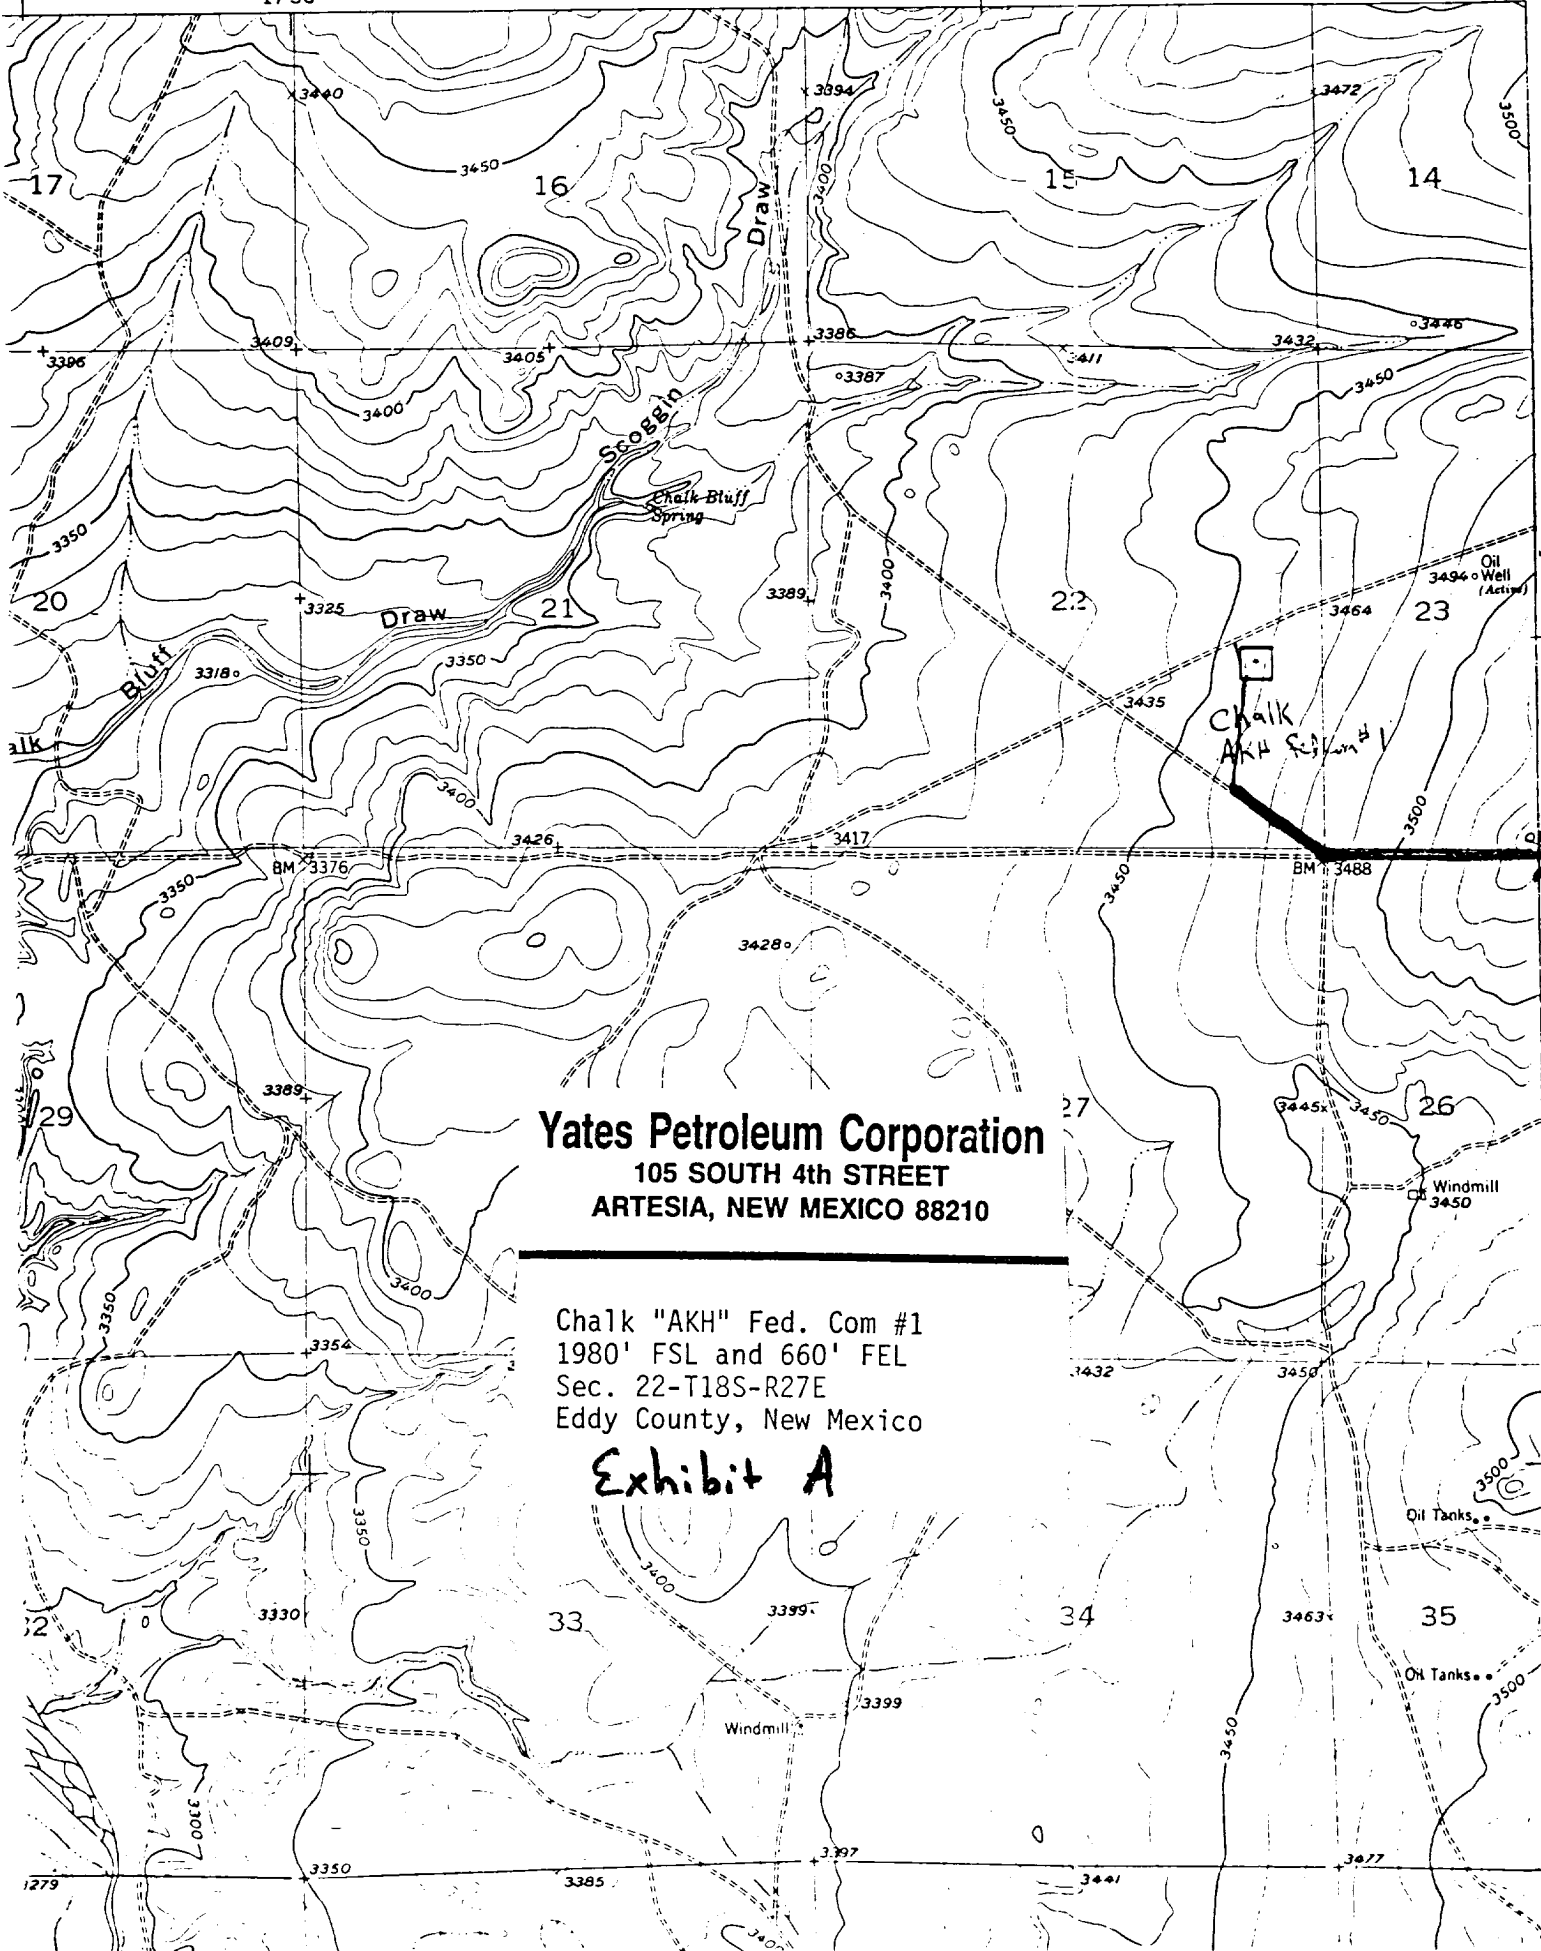 3440
3394
3472
3450
3500
3450
17
16
15
14
3400
Draw
3396
3409
3405
3386
3411
3432
3446
3387
3450
3400
Scoggin
Chalk Bluff
Spring
3350
Oil
Well
(Active)
3494
20
3325
Draw
21
3389
3400
22
3464
23
3350
Bluff
3318
3435
Chalk
AKH Fed Com #1
3400
3426
3417
3500
BM 3376
BM 3488
3350
3450
3428
29
3389
27
3445
3450
26
Yates Petroleum Corporation
105 SOUTH 4th STREET
ARTESIA, NEW MEXICO 88210
Windmill
3450
3400
3350
3354
3432
3450
Chalk "AKH" Fed. Com #1
1980' FSL and 660' FEL
Sec. 22-T18S-R27E
Eddy County, New Mexico
Exhibit A
3500
Oil Tanks
3350
3400
3330
33
3399
34
3463
35
Oil Tanks
3500
3399
Windmill
3450
3300
3350
3385
3397
3441
3477
3400